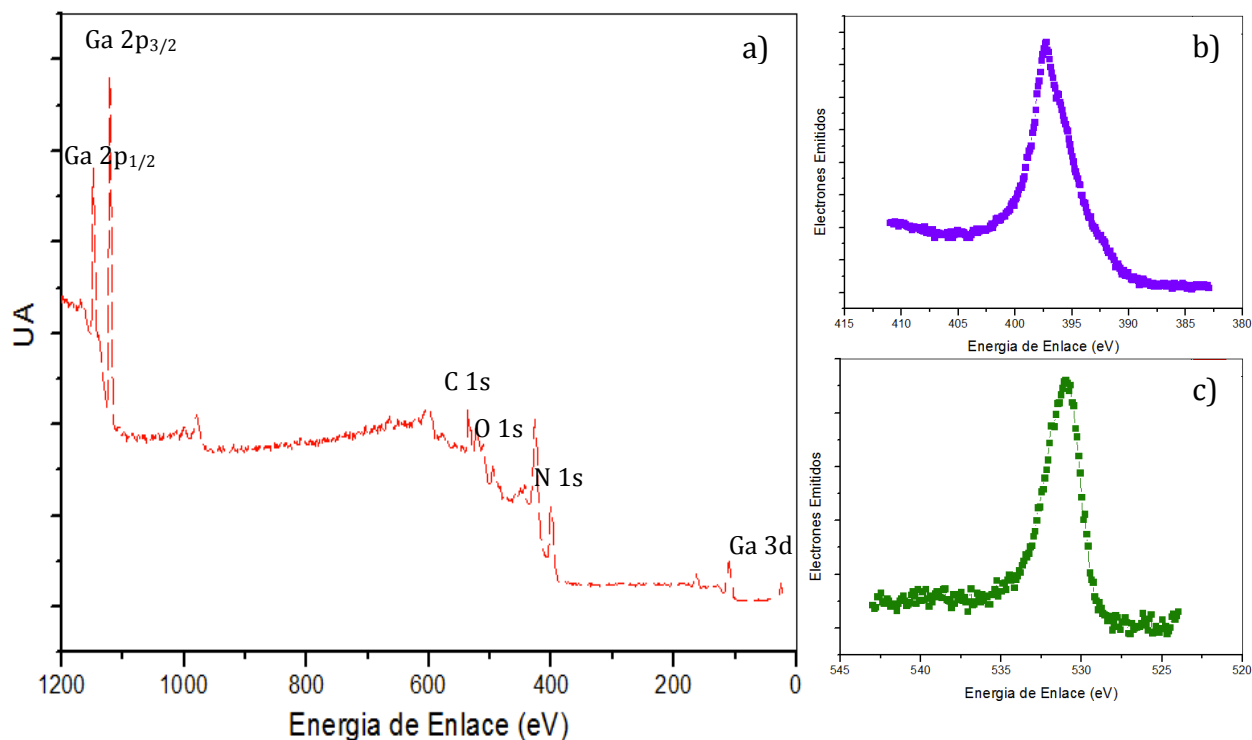 a)
Ga 2p3/2
Ga 2p1/2
C 1s
O 1s
N 1s
Ga 3d
UA
1200 1000 800 600 400 200 0
Energia de Enlace (eV)
b)
Electrones Emitidos
415 410 405 400 395 390 385 380
Energia de Enlace (eV)
c)
Electrones Emitidos
545 540 535 530 525 520
Energia de Enlace (eV)